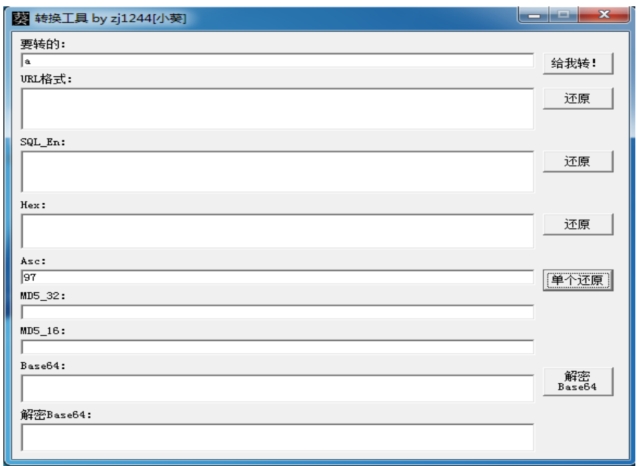 葵 转换工具 by zj1244[小葵]
要转的:
a
给我转!
URL格式:
还原
SQL_En:
还原
Hex:
还原
Asc:
97
单个还原
MD5_32:
MD5_16:
Base64:
解密
Base64
解密Base64: